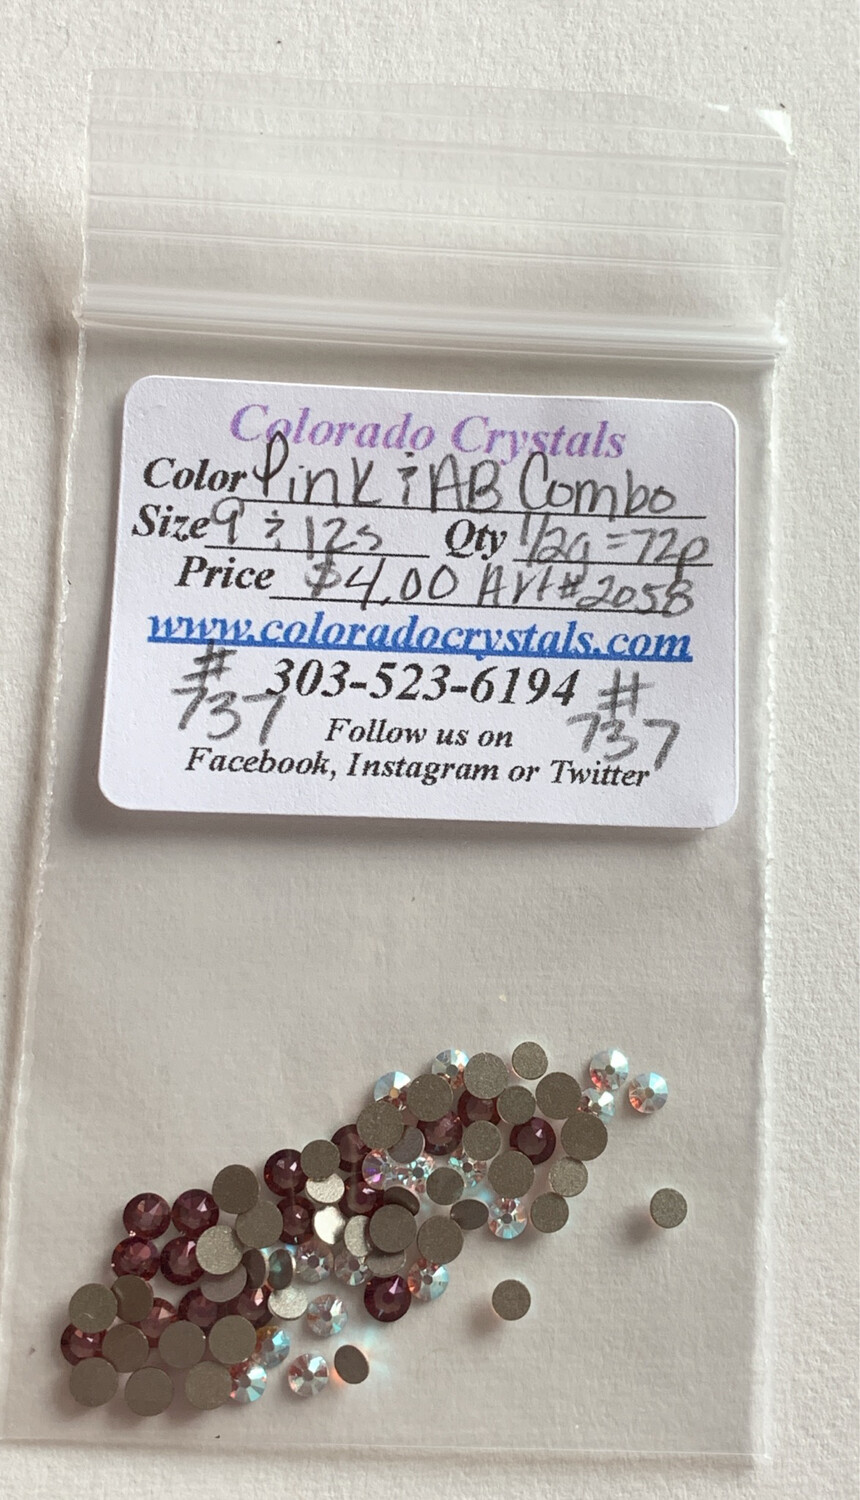 Colorado Crystals
Color Pink & AB Combo
Size 9 & 12s Qty 1/2g = 72p
Price $4.00 Art# 2058
www.coloradocrystals.com
# 303-523-6194 #
737 Follow us on 737
Facebook, Instagram or Twitter